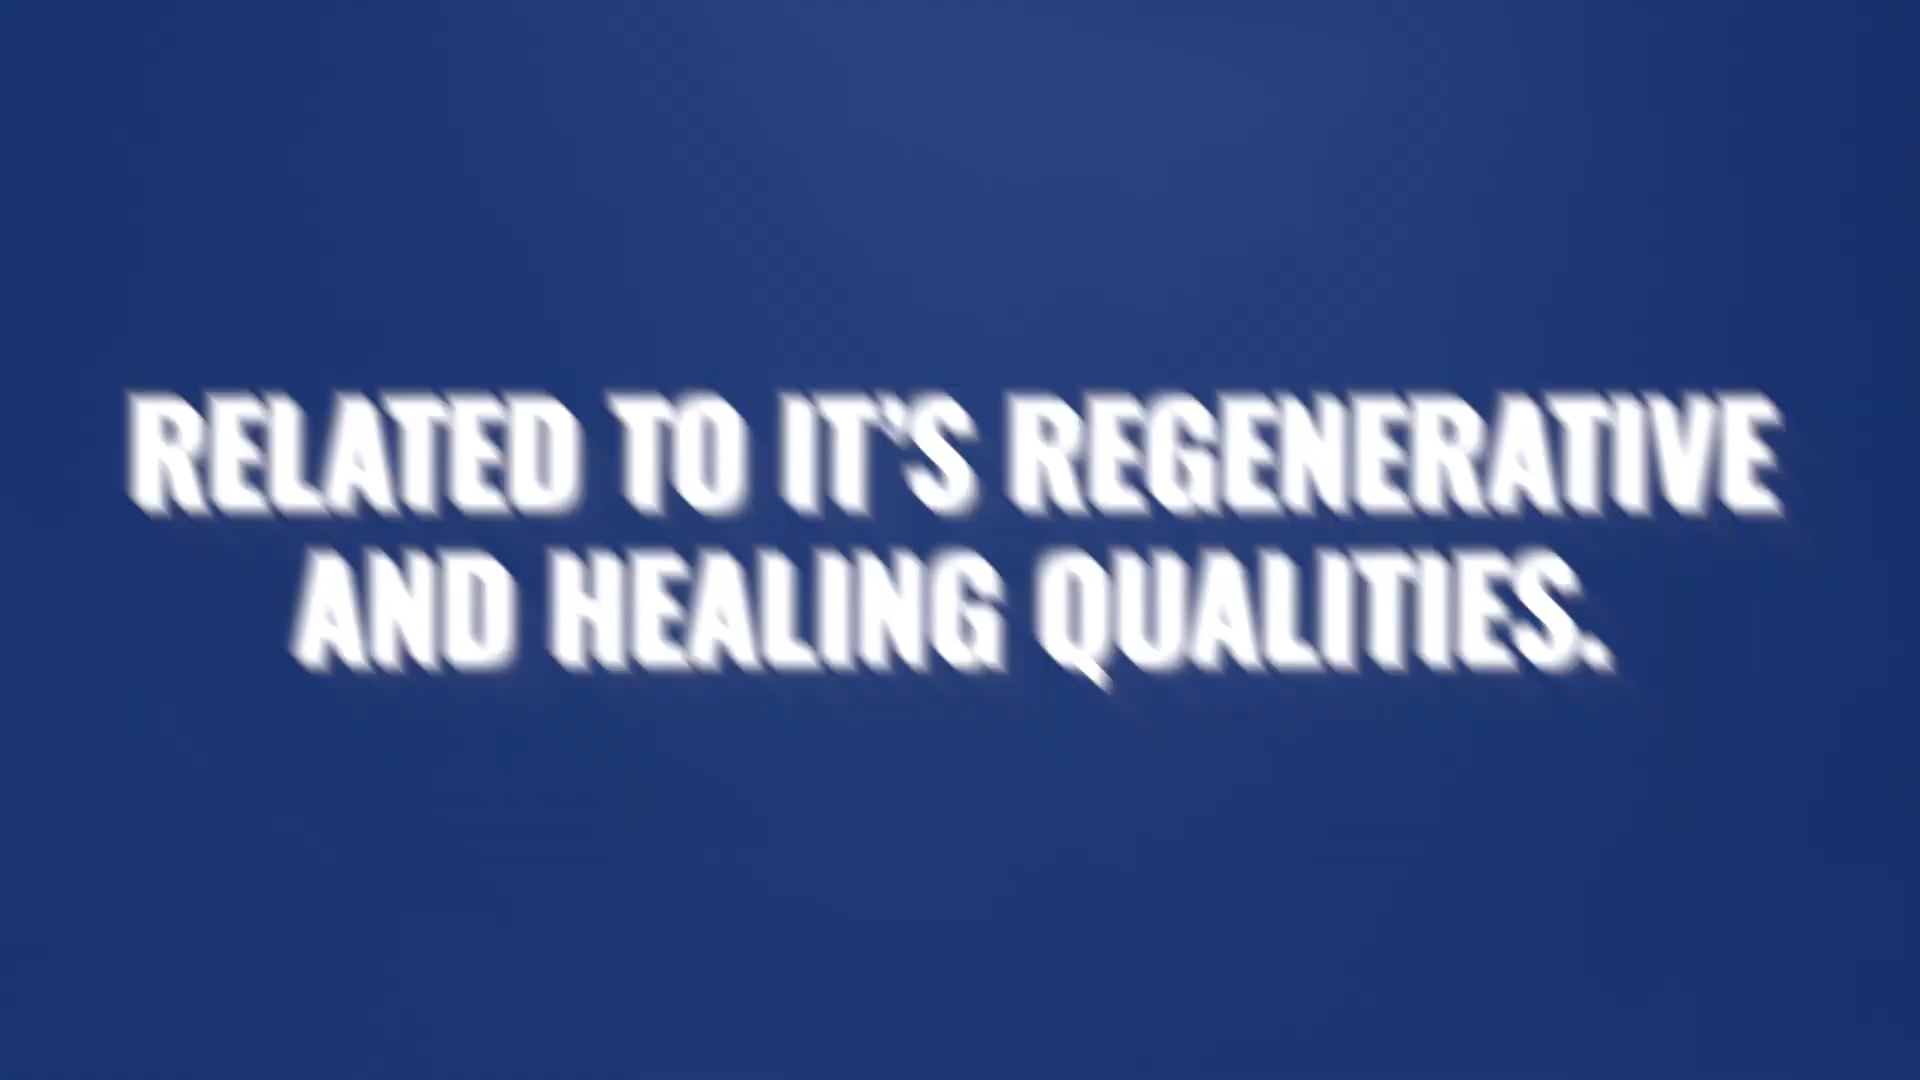 RELATED TO IT'S REGENERATIVE
AND HEALING QUALITIES.